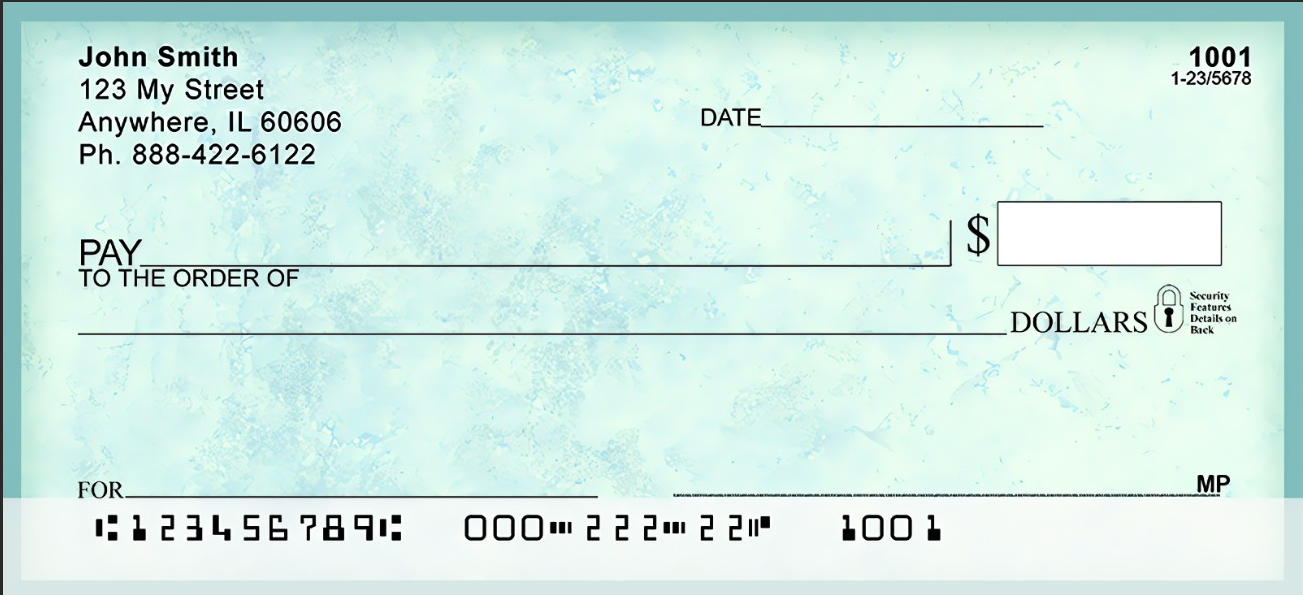 John Smith
123 My Street
Anywhere, IL 60606
Ph. 888-422-6122
1001
1-23/5678
DATE
PAY
TO THE ORDER OF
$
DOLLARS
Security
Features
Details on
Back
FOR
MP
⑆123456789⑆ 000⑉222⑉22⑈ 1001